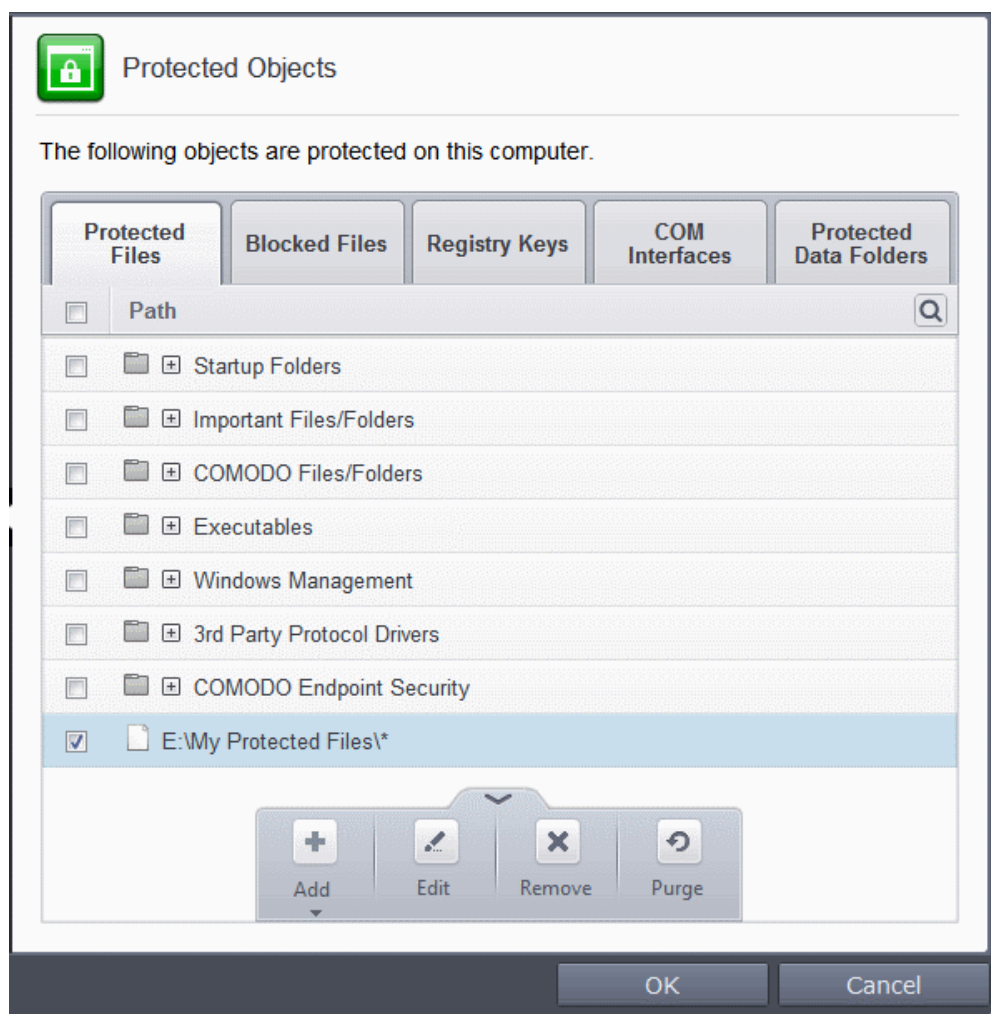 Protected Objects
The following objects are protected on this computer.
Protected
Files
Blocked Files
Registry Keys
COM
Interfaces
Protected
Data Folders
Path
Startup Folders
Important Files/Folders
COMODO Files/Folders
Executables
Windows Management
3rd Party Protocol Drivers
COMODO Endpoint Security
E:\My Protected Files\*
Add
Edit
Remove
Purge
OK
Cancel